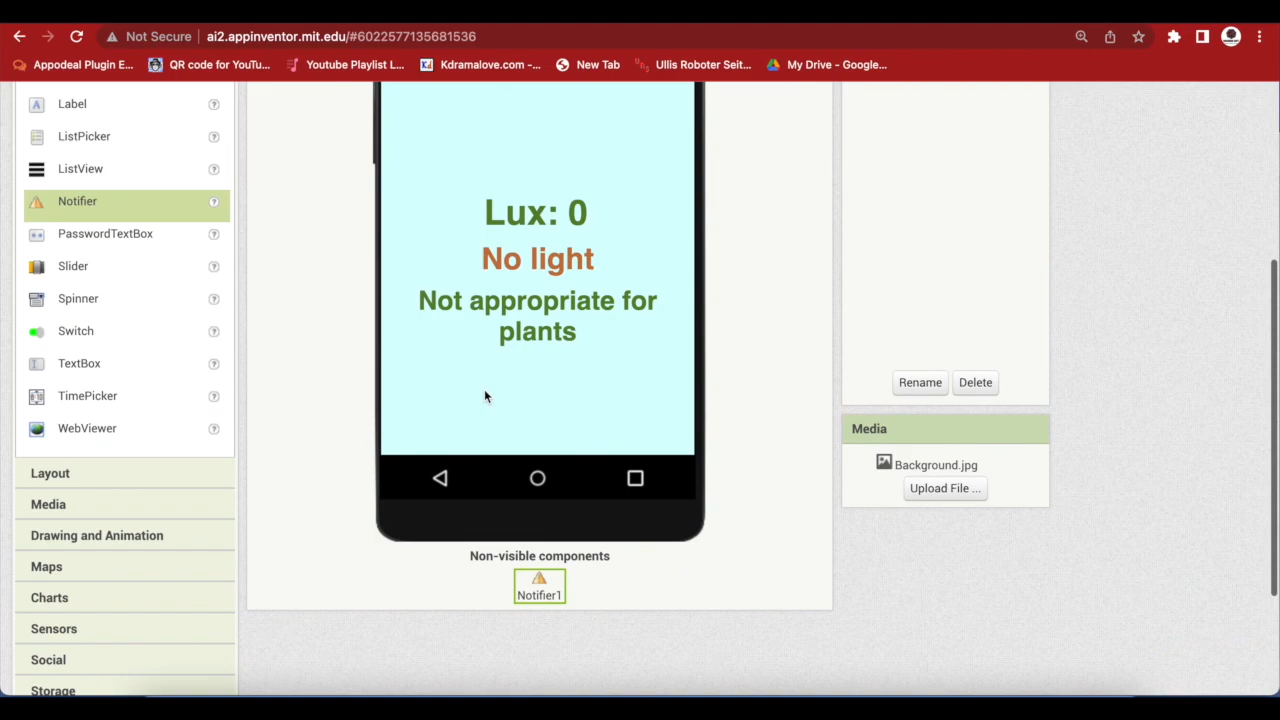 Not Secure
ai2.appinventor.mit.edu/#6022577135681536
Appodeal Plugin E...
QR code for YouTu...
Youtube Playlist L...
Kdramalove.com -...
New Tab
Ullis Roboter Seit...
My Drive - Google...
Label
ListPicker
ListView
Notifier
PasswordTextBox
Slider
Spinner
Switch
TextBox
TimePicker
WebViewer
Layout
Media
Drawing and Animation
Maps
Charts
Sensors
Social
Storage
Lux: 0
No light
Not appropriate for
plants
Non-visible components
Notifier1
Rename
Delete
Media
Background.jpg
Upload File ...